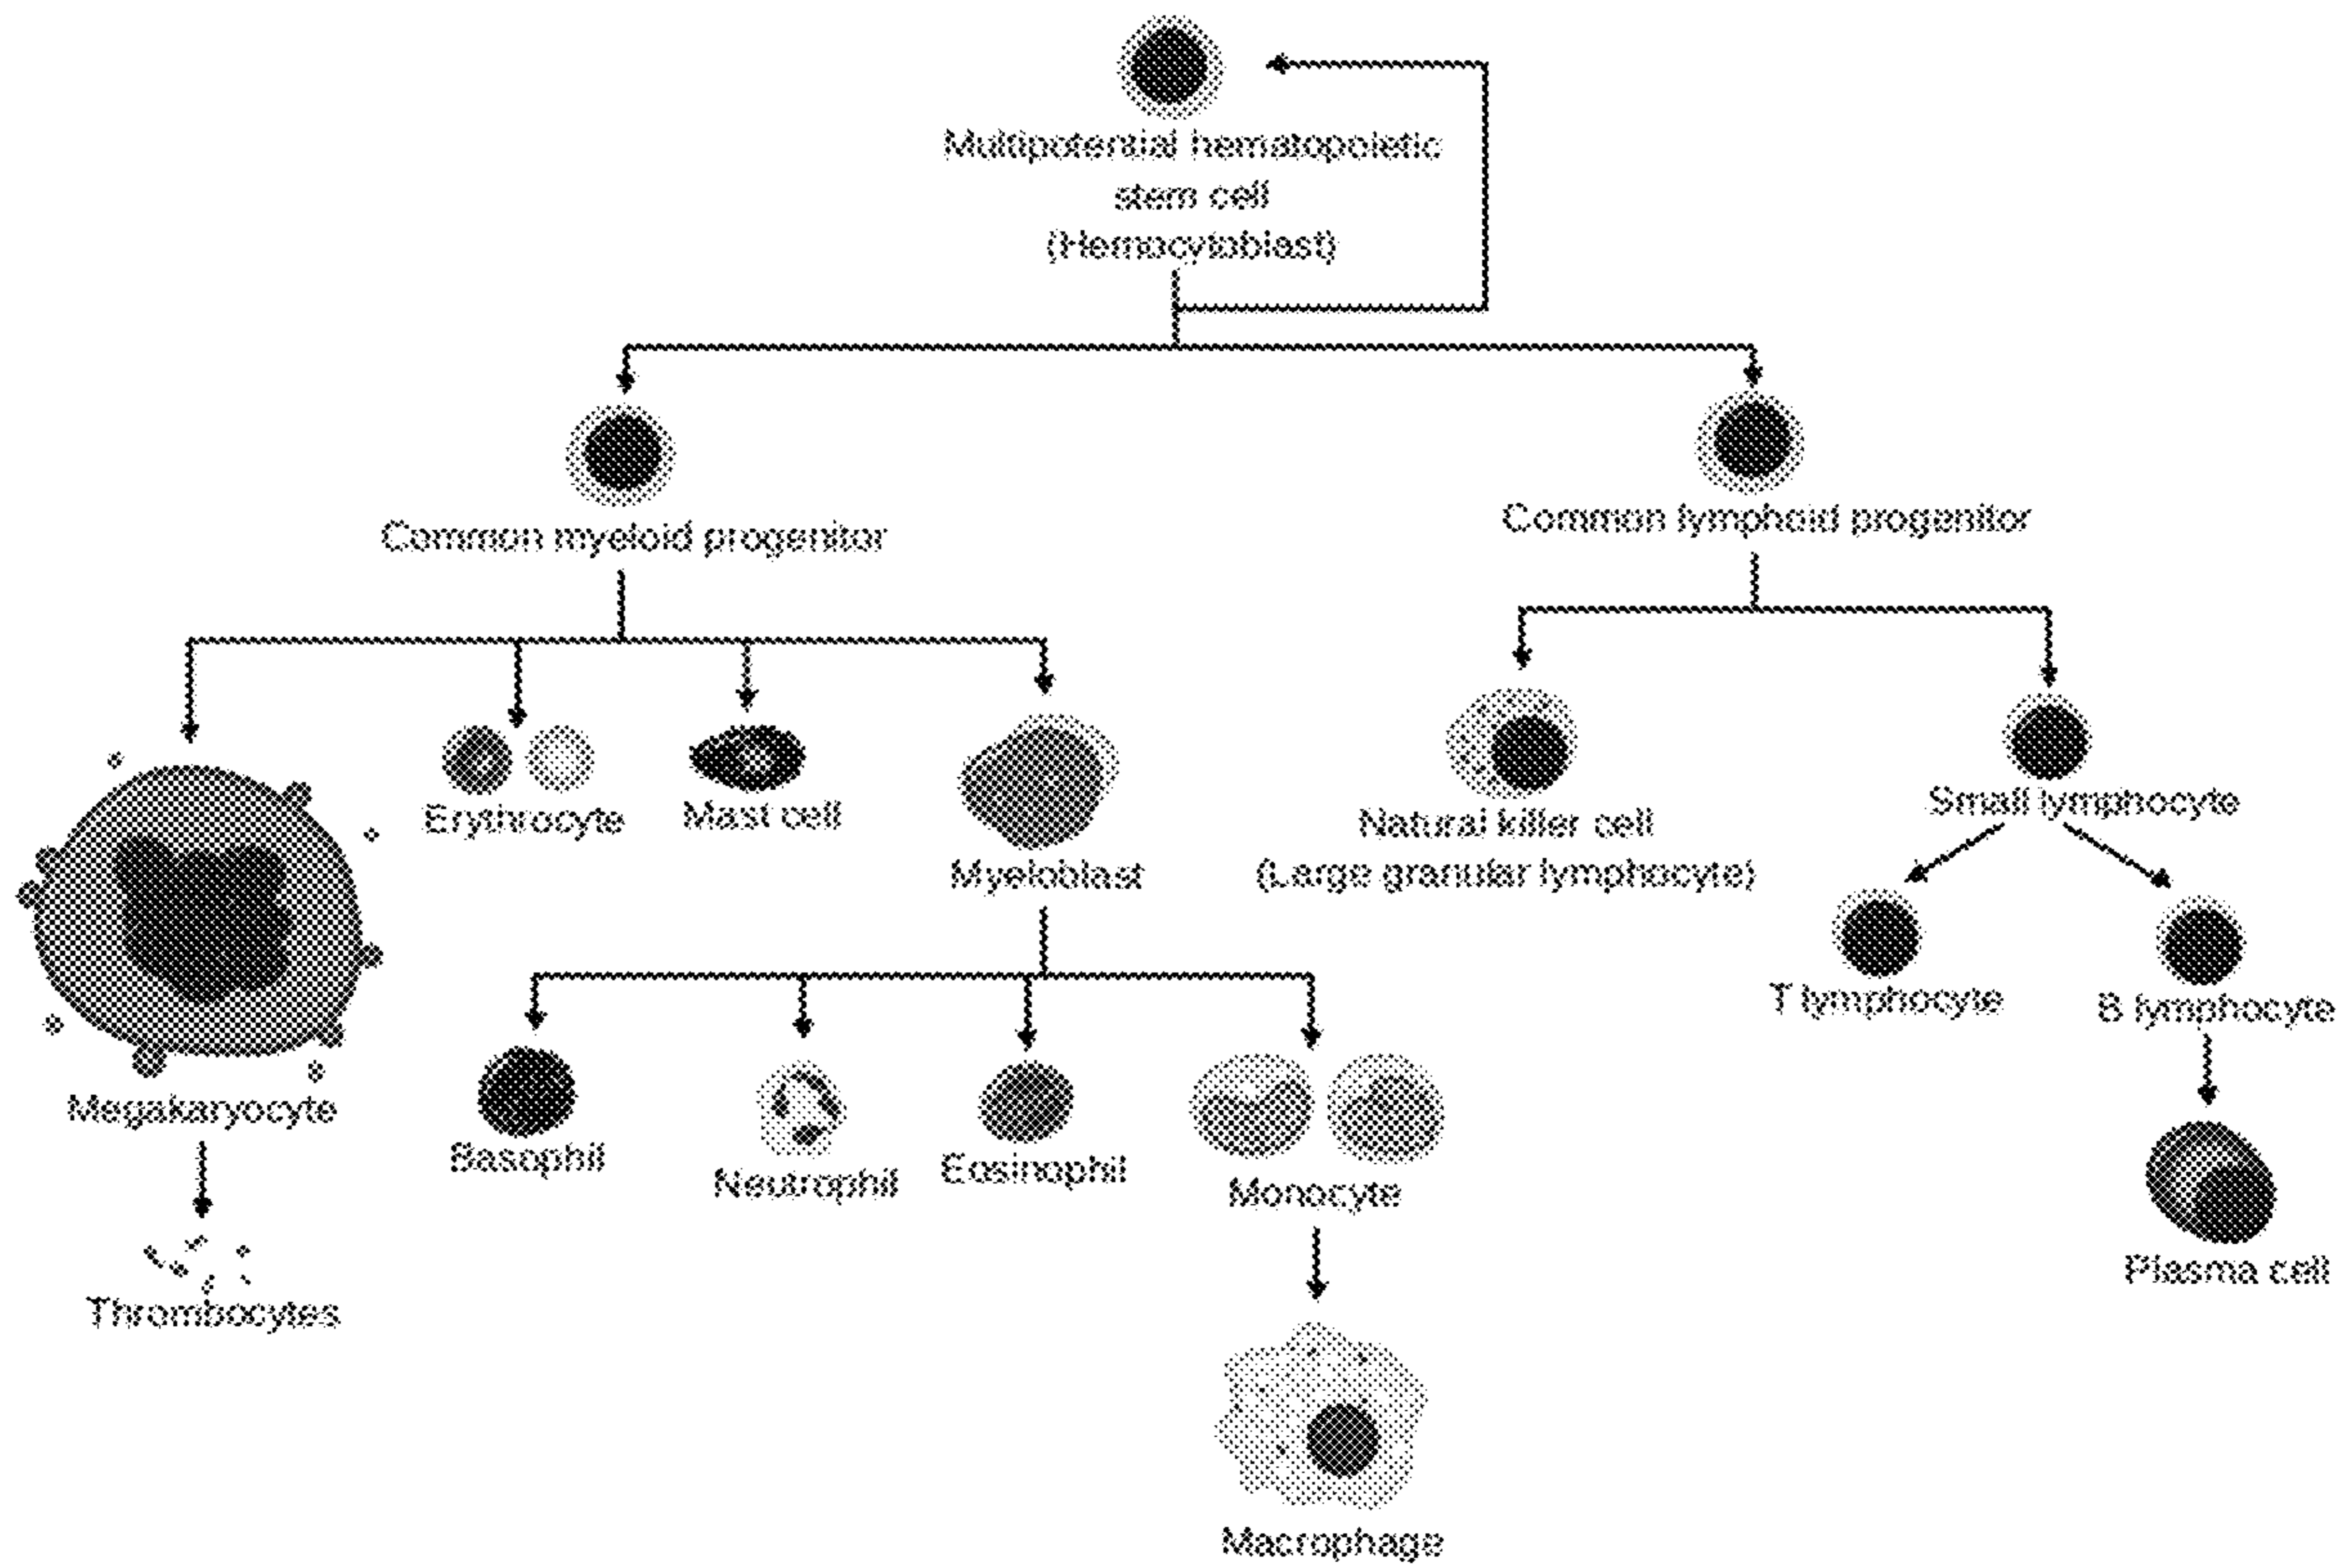 Multipotential hematopoietic
stem cell
(Hemocytoblast)
Common myeloid progenitor
Common lymphoid progenitor
Erythrocyte
Mast cell
Myeloblast
Natural killer cell
(Large granular lymphocyte)
Small lymphocyte
T lymphocyte
B lymphocyte
Megakaryocyte
Basophil
Neutrophil
Eosinophil
Monocyte
Plasma cell
Thrombocytes
Macrophage